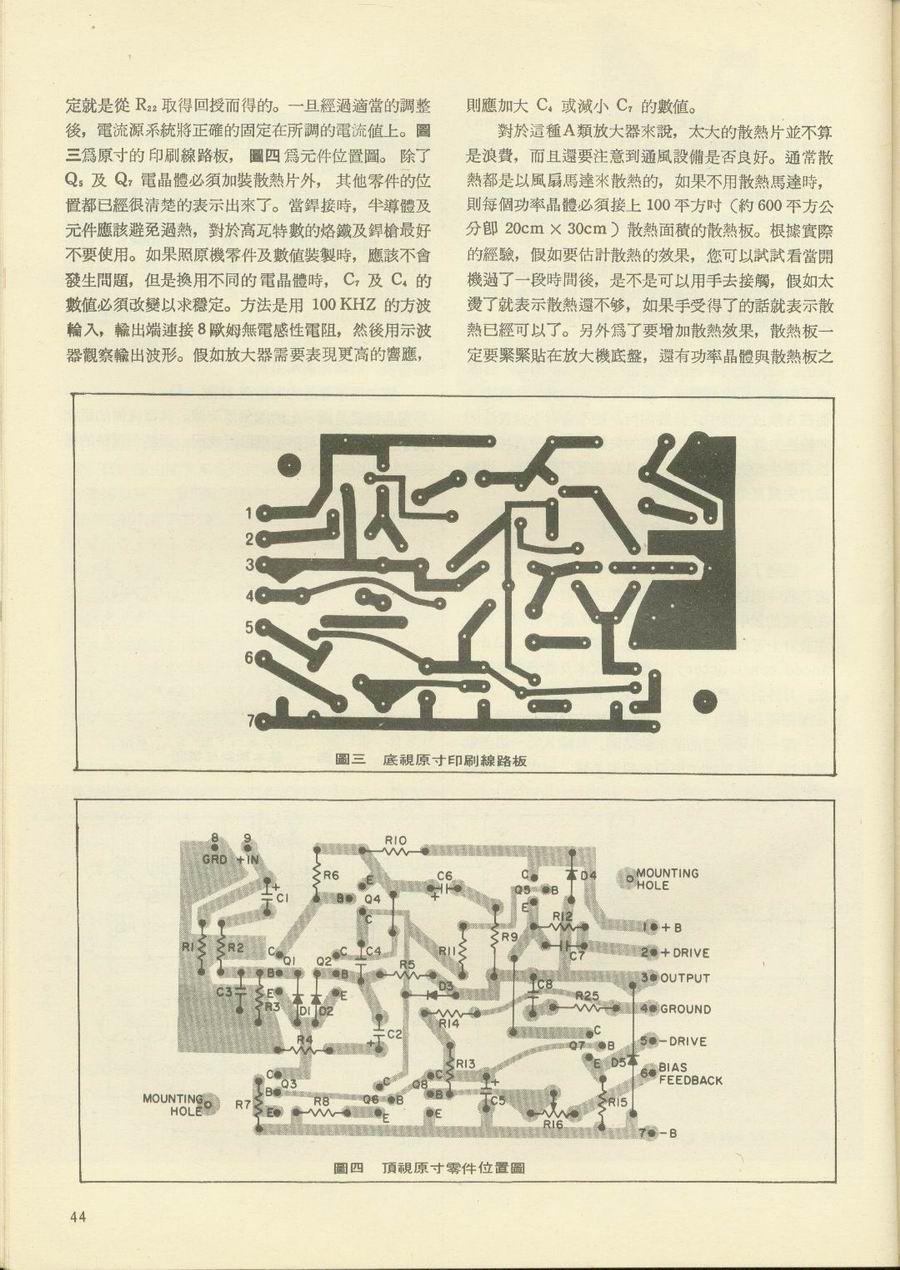 定就是從 R₂₂ 取得回授而得的。一旦經過適當的調整
後，電流源系統將正確的固定在所調的電流值上。圖
三爲原寸的印刷線路板，圖四爲元件位置圖。除了
Q₅ 及 Q₇ 電晶體必須加裝散熱片外，其他零件的位
置都已經很清楚的表示出來了。當銲接時，半導體及
元件應該避免過熱，對於高瓦特數的烙鐵及銲槍最好
不要使用。如果照原機零件及數值裝製時，應該不會
發生問題，但是換用不同的電晶體時，C₇ 及 C₄ 的
數值必須改變以求穩定。方法是用 100 KHZ 的方波
輸入，輸出端連接 8 歐姆無電感性電阻，然後用示波
器觀察輸出波形。假如放大器需要表現更高的響應，
則應加大 C₄ 或減小 C₇ 的數值。
對於這種A類放大器來說，太大的散熱片並不算
是浪費，而且還要注意到通風設備是否良好。通常散
熱都是以風扇馬達來散熱的，如果不用散熱馬達時，
則每個功率晶體必須接上 100 平方吋（約 600 平方公
分卽 20cm × 30cm ）散熱面積的散熱板。根據實際
的經驗，假如要估計散熱的效果，您可以試試看當開
機過了一段時間後，是不是可以用手去接觸，假如太
燙了就表示散熱還不够，如果手受得了的話就表示散
熱已經可以了。另外爲了要增加散熱效果，散熱板一
定要緊緊貼在放大機底盤，還有功率晶體與散熱板之
1
2
3
4
5
6
7
圖三 底視原寸印刷線路板
8 9
GRD +IN
R10
R6
E
B Q4
C
C6
C
Q5 B
E
D4
MOUNTING
HOLE
+
C1
R12
1 +B
R1
R2
C
Q1
Q2
C
C4
R11
R9
C7
2 +DRIVE
B
B
R5
3 OUTPUT
C3
E
R3
D1
D2
E
D3
C8
R25
4 GROUND
R14
C2
+
R4
C
Q7 B
E
5 -DRIVE
R13
D5
6 BIAS
FEEDBACK
C
Q3
B
E
C
Q6 B
E
Q8
C
B
E
+
C5
MOUNTING
HOLE
R7
R8
R16
R15
7 -B
圖四 頂視原寸零件位置圖
44